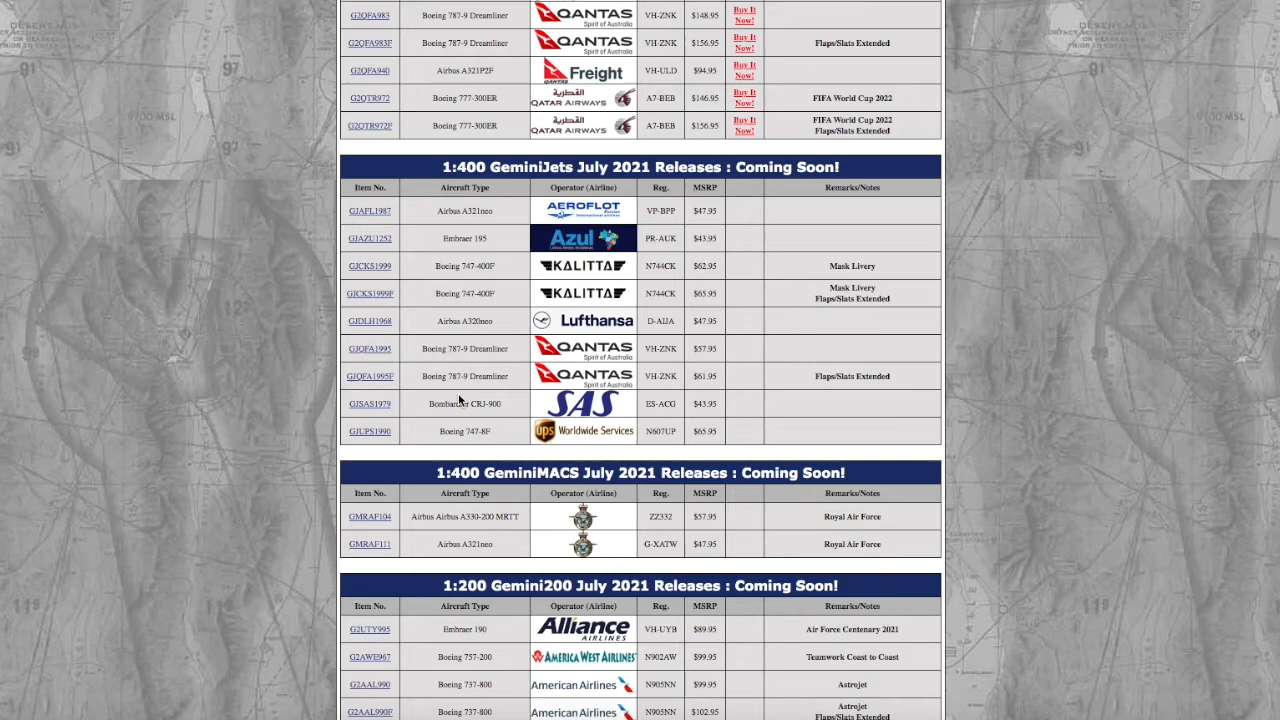 G2QFA983 Boeing 787-9 Dreamliner QANTAS Spirit of Australia VH-ZNK $148.95 Buy It Now!
G2QFA983F Boeing 787-9 Dreamliner QANTAS Spirit of Australia VH-ZNK $156.95 Buy It Now! Flaps/Slats Extended
G2QFA940 Airbus A321P2F QANTAS Freight VH-ULD $94.95 Buy It Now!
G2QTR972 Boeing 777-300ER القطرية QATAR AIRWAYS A7-BEB $146.95 Buy It Now! FIFA World Cup 2022
G2QTR972F Boeing 777-300ER القطرية QATAR AIRWAYS A7-BEB $156.95 Buy It Now! FIFA World Cup 2022 Flaps/Slats Extended
1:400 GeminiJets July 2021 Releases : Coming Soon!
Item No. Aircraft Type Operator (Airline) Reg. MSRP Remarks/Notes
GJAFL1987 Airbus A321neo AEROFLOT Russian International Airlines VP-BPP $47.95
GJAZU1252 Embraer 195 Azul PR-AUK $43.95
GJCKS1999 Boeing 747-400F KALITTA N744CK $62.95 Mask Livery
GJCKS1999F Boeing 747-400F KALITTA N744CK $65.95 Mask Livery Flaps/Slats Extended
GJDLH1968 Airbus A320neo Lufthansa D-AIJA $47.95
GJQFA1995 Boeing 787-9 Dreamliner QANTAS Spirit of Australia VH-ZNK $57.95
GJQFA1995F Boeing 787-9 Dreamliner QANTAS Spirit of Australia VH-ZNK $61.95 Flaps/Slats Extended
GJSAS1979 Bombardier CRJ-900 SAS ES-ACG $43.95
GJUPS1990 Boeing 747-8F ups Worldwide Services N607UP $65.95
1:400 GeminiMACS July 2021 Releases : Coming Soon!
Item No. Aircraft Type Operator (Airline) Reg. MSRP Remarks/Notes
GMRAF104 Airbus Airbus A330-200 MRTT ZZ332 $57.95 Royal Air Force
GMRAF111 Airbus A321neo G-XATW $47.95 Royal Air Force
1:200 Gemini200 July 2021 Releases : Coming Soon!
Item No. Aircraft Type Operator (Airline) Reg. MSRP Remarks/Notes
G2UTY995 Embraer 190 Alliance AIRLINES VH-UYB $89.95 Air Force Centenary 2021
G2AWE967 Boeing 757-200 AMERICA WEST AIRLINES N902AW $99.95 Teamwork Coast to Coast
G2AAL990 Boeing 737-800 American Airlines N905NN $99.95 Astrojet
G2AAL990F Boeing 737-800 American Airlines N905NN $102.95 Astrojet Flaps/Slats Extended